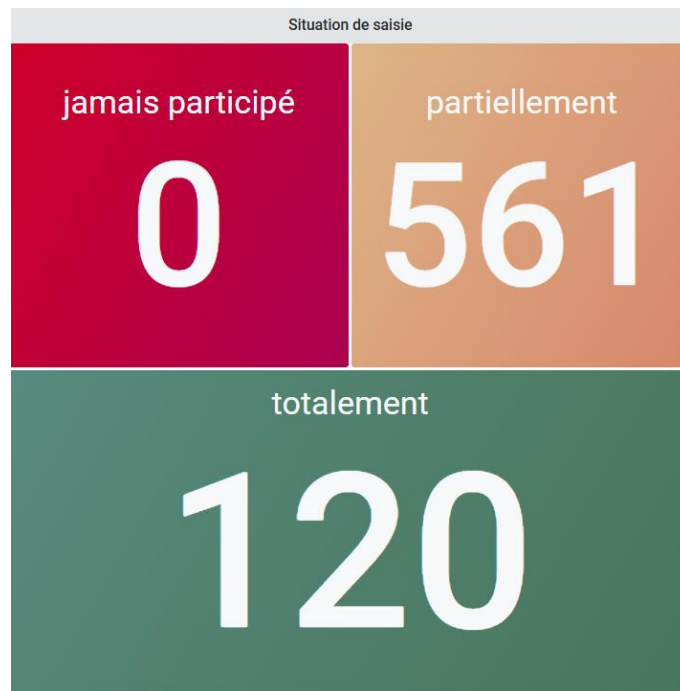 Situation de saisie
jamais participé
0
partiellement
561
totalement
120